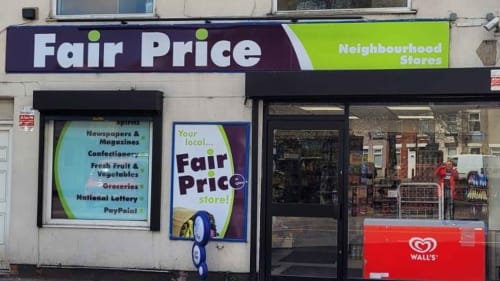 Fair Price
Neighbourhood
Stores
Spirits
Newspapers &
Magazines
Confectionery
Fresh Fruit &
Vegetables
Groceries
National Lottery
PayPoint
Your
local...
Fair
Price
store!
WALL'S